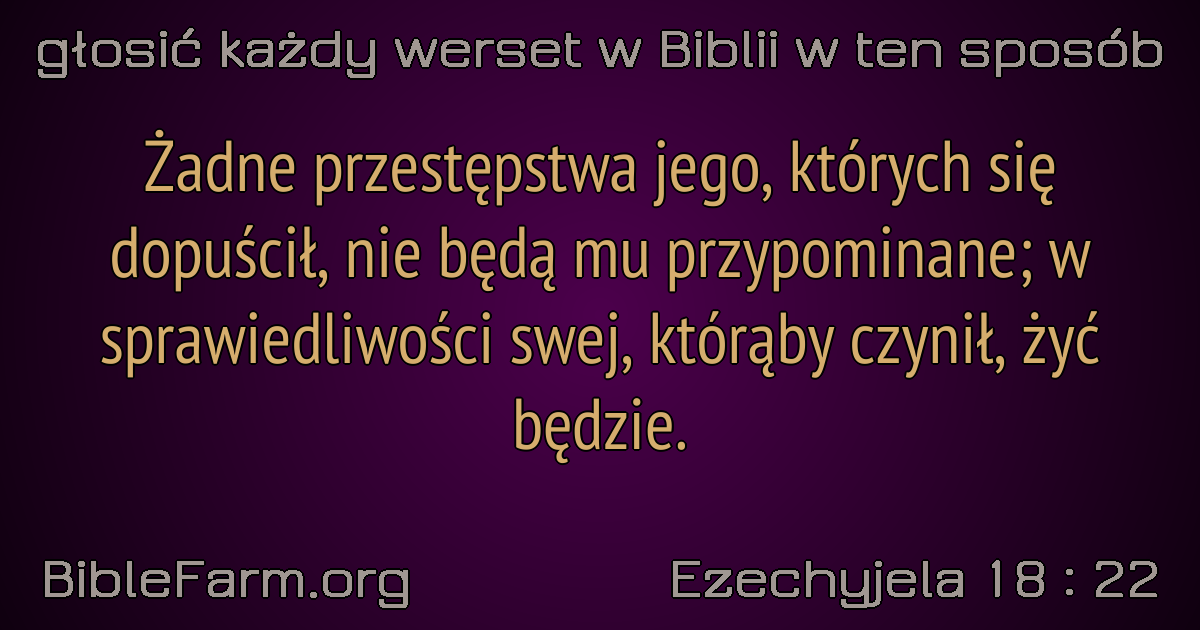 głosić każdy werset w Biblii w ten sposób
Żadne przestępstwa jego, których się
dopuścił, nie będą mu przypominane; w
sprawiedliwości swej, którąby czynił, żyć
będzie.
BibleFarm.org
Ezechyjela 18 : 22